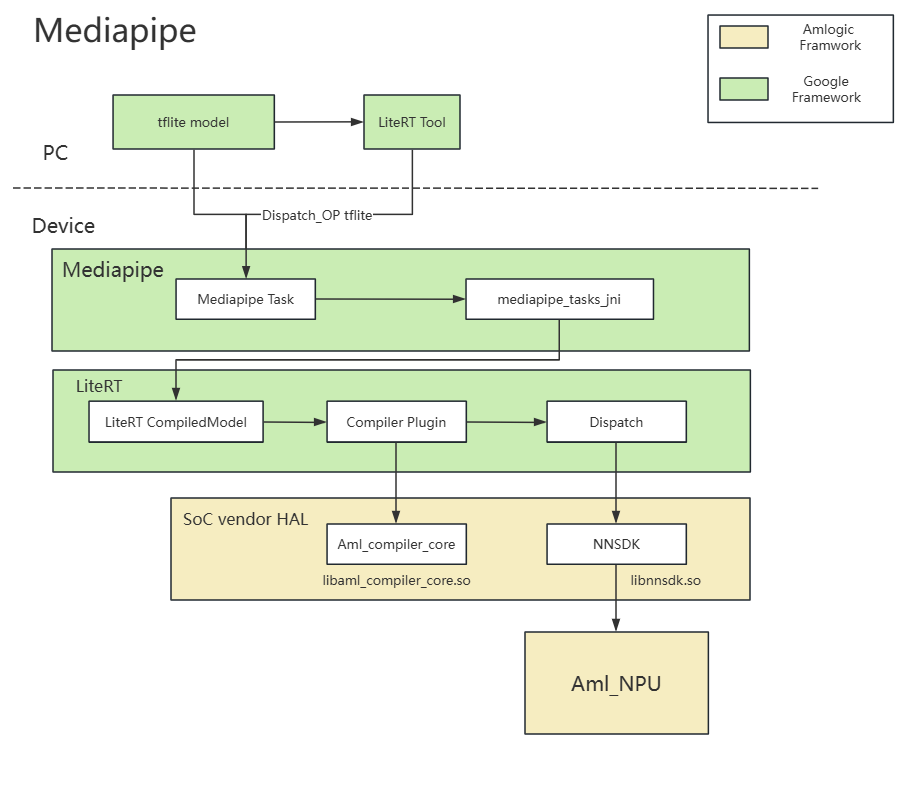 Mediapipe
Amlogic
Framwork
Google
Framework
tflite model
LiteRT Tool
PC
Dispatch_OP tflite
Device
Mediapipe
Mediapipe Task
mediapipe_tasks_jni
LiteRT
LiteRT CompiledModel
Compiler Plugin
Dispatch
SoC vendor HAL
Aml_compiler_core
NNSDK
libaml_compiler_core.so
libnnsdk.so
Aml_NPU